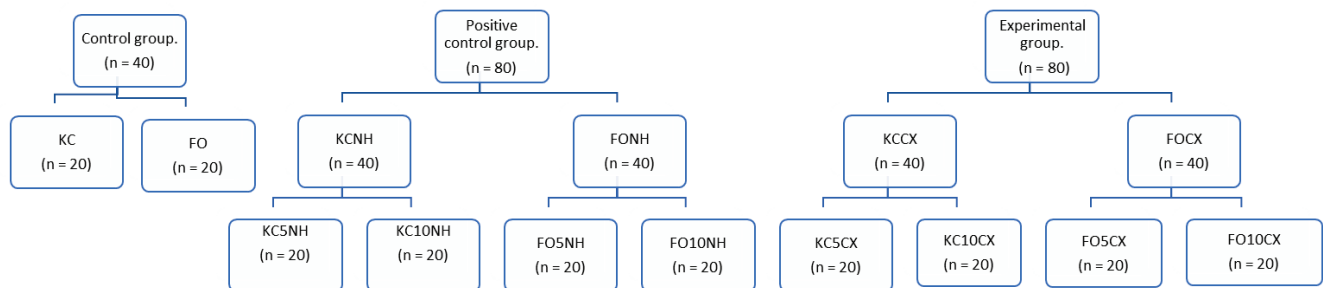 Control group.
(n = 40)
Positive
control group.
(n = 80)
Experimental
group.
(n = 80)
KC
(n = 20)
FO
(n = 20)
KCNH
(n = 40)
FONH
(n = 40)
KCCX
(n = 40)
FOCX
(n = 40)
KC5NH
(n = 20)
KC10NH
(n = 20)
FO5NH
(n = 20)
FO10NH
(n = 20)
KC5CX
(n = 20)
KC10CX
(n = 20)
FO5CX
(n = 20)
FO10CX
(n = 20)